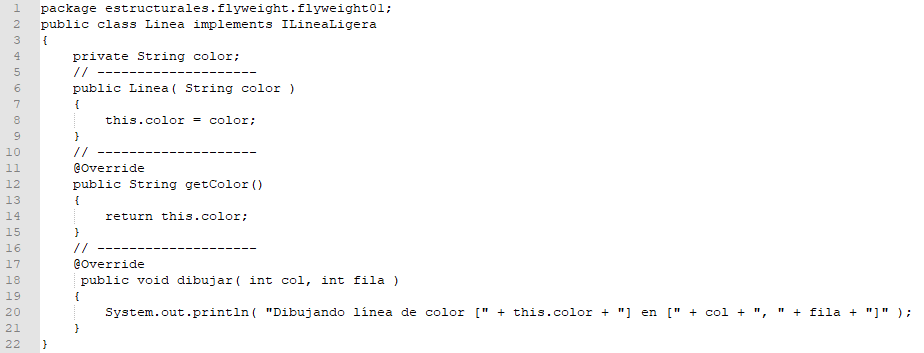 1 package estructurales.flyweight.flyweight01;
2 public class Linea implements ILineaLigera
3 {
4     private String color;
5     // --------------------
6     public Linea( String color )
7     {
8         this.color = color;
9     }
10     // --------------------
11     @Override
12     public String getColor()
13     {
14         return this.color;
15     }
16     // --------------------
17     @Override
18      public void dibujar( int col, int fila )
19     {
20         System.out.println( "Dibujando línea de color [" + this.color + "] en [" + col + ", " + fila + "]" );
21     }
22 }